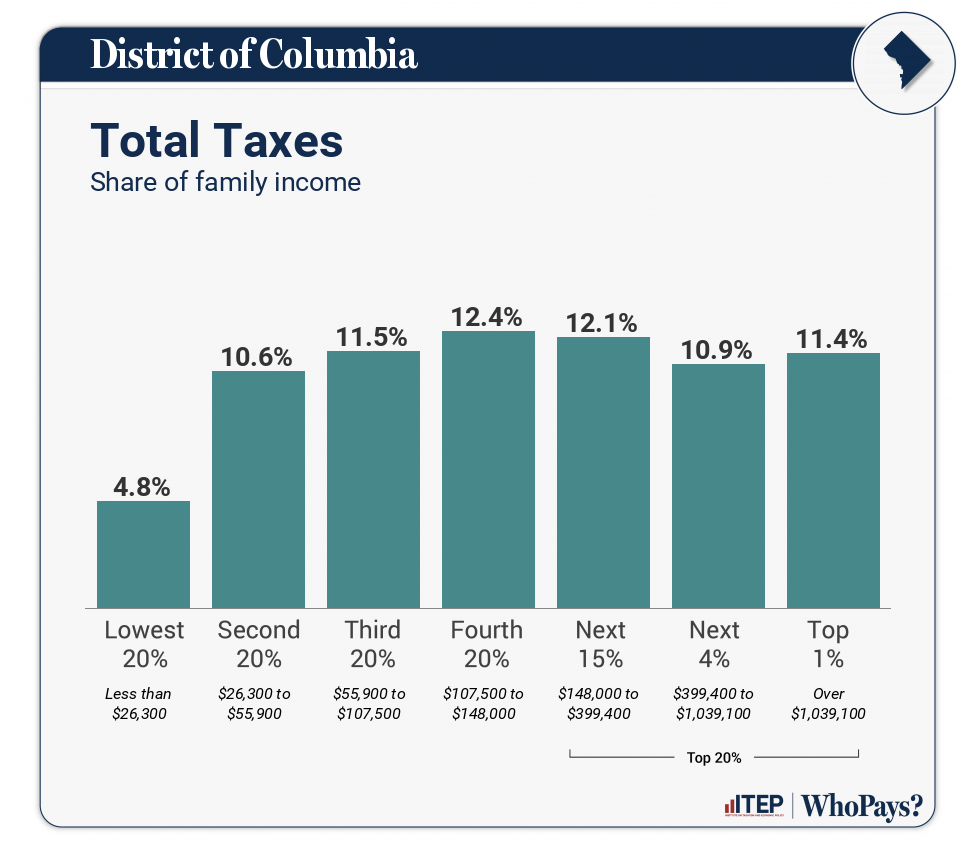 District of Columbia
Total Taxes
Share of family income
4.8%
10.6%
11.5%
12.4%
12.1%
10.9%
11.4%
Lowest
20%
Second
20%
Third
20%
Fourth
20%
Next
15%
Next
4%
Top
1%
Less than
$26,300
$26,300 to
$55,900
$55,900 to
$107,500
$107,500 to
$148,000
$148,000 to
$399,400
$399,400 to
$1,039,100
Over
$1,039,100
Top 20%
ITEP
WhoPays?